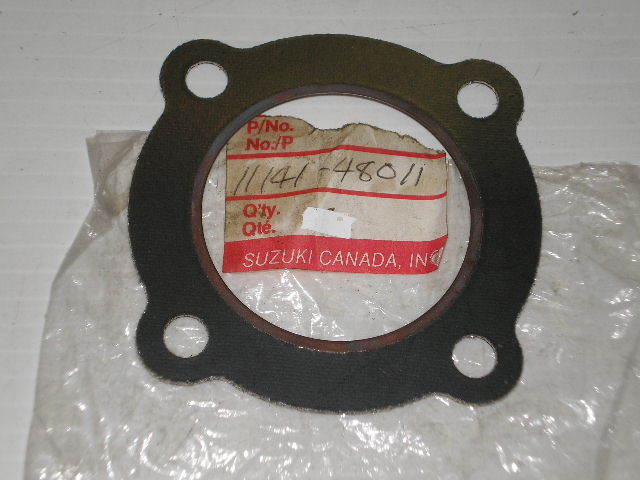 P/No.
No./P
11141-48011
Q'ty.
Qté.
SUZUKI CANADA, INC